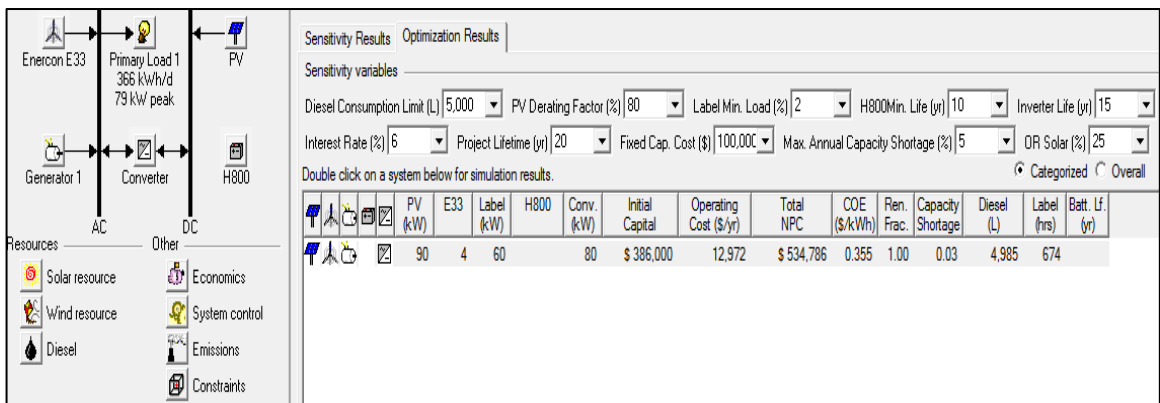 Enercon E33
Primary Load 1
366 kWh/d
79 kW peak
PV
Generator 1
Converter
H800
AC
DC
Resources
Other
Solar resource
Economics
Wind resource
System control
Diesel
Emissions
Constraints
Sensitivity Results Optimization Results
Sensitivity variables
Diesel Consumption Limit (L) 5,000 PV Derating Factor (%) 80 Label Min. Load (%) 2 H800Min. Life (yr) 10 Inverter Life (yr) 15
Interest Rate (%) 6 Project Lifetime (yr) 20 Fixed Cap. Cost ($) 100,000 Max. Annual Capacity Shortage (%) 5 OR Solar (%) 25
Double click on a system below for simulation results.
Categorized Overall
PV E33 Label H800 Conv. Initial Operating Total COE Ren. Capacity Diesel Label Batt. Lf.
(kW) (kW) (kW) Capital Cost ($/yr) NPC ($/kWh) Frac. Shortage (L) (hrs) (yr)
90 4 60 80 $ 386,000 12,972 $ 534,786 0.355 1.00 0.03 4,985 674